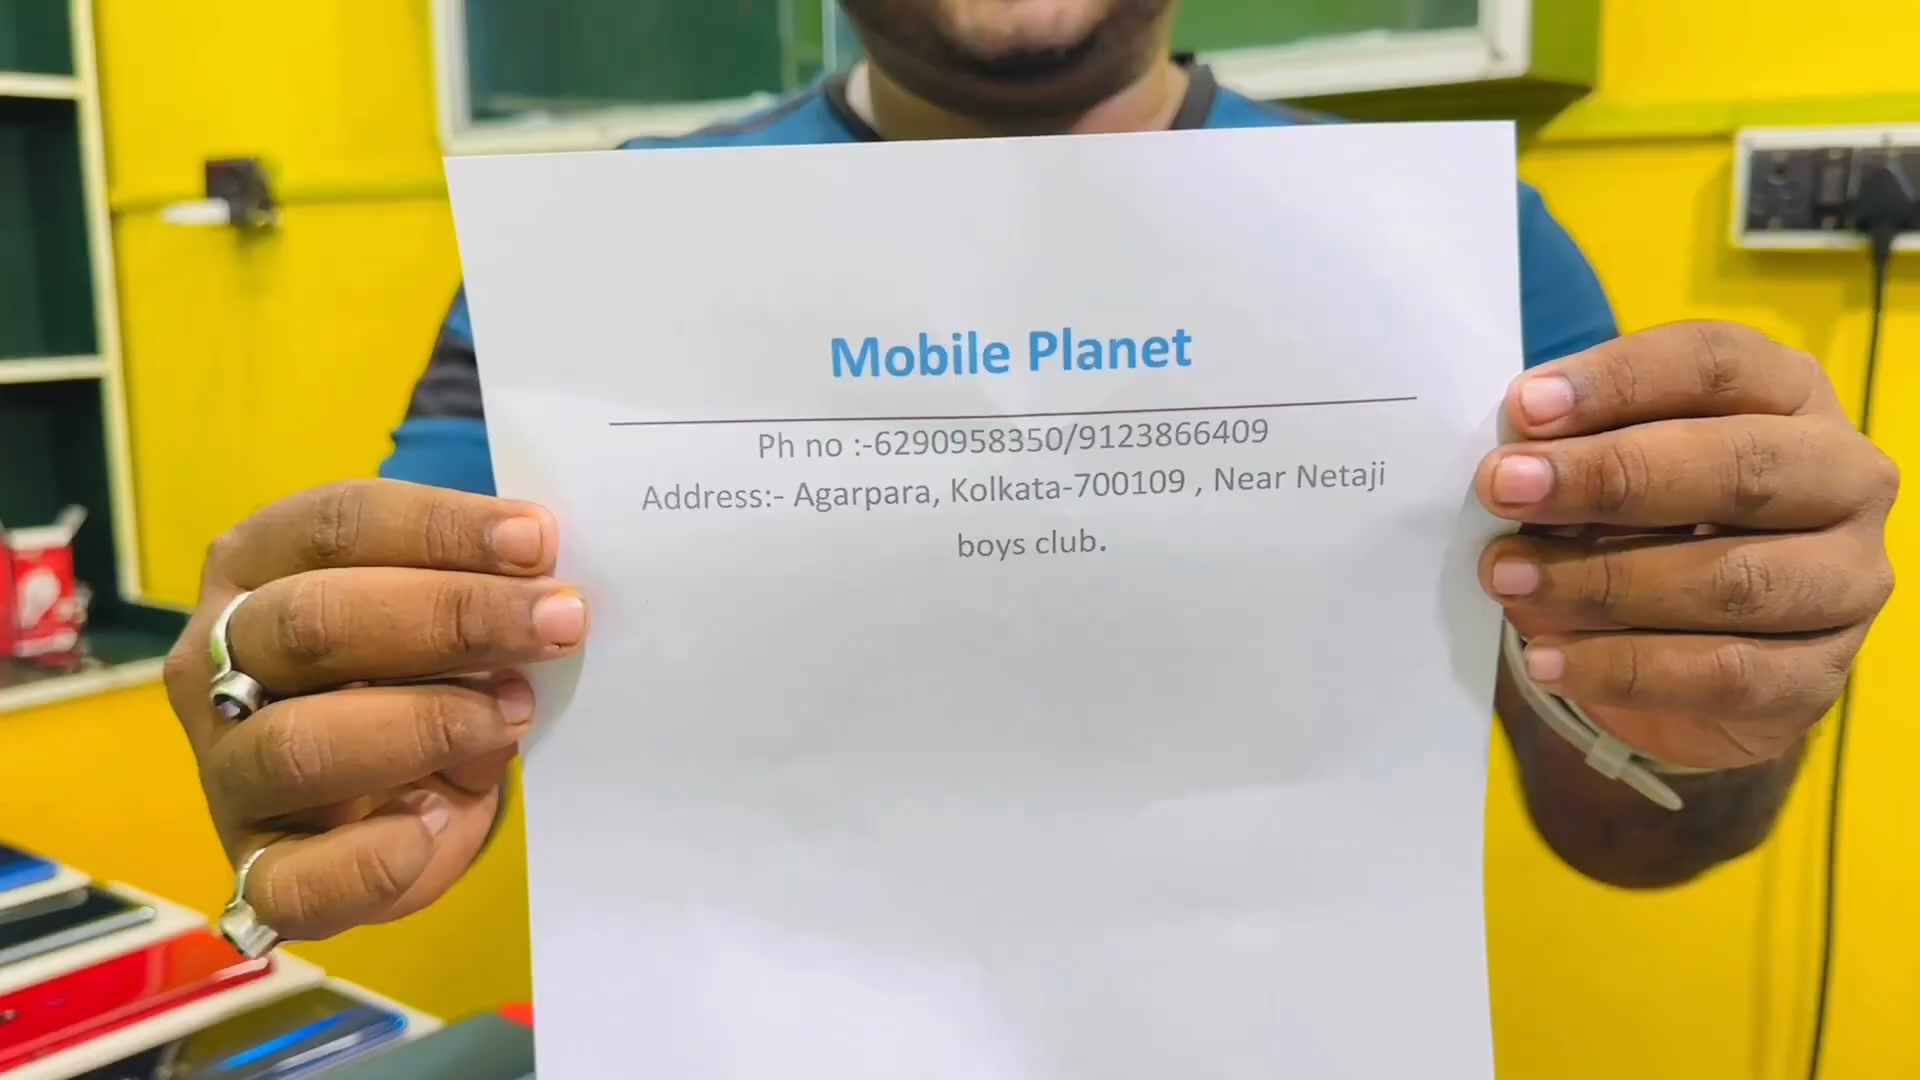 Mobile Planet
Ph no :-6290958350/9123866409
Address:- Agarpara, Kolkata-700109 , Near Netaji
boys club.